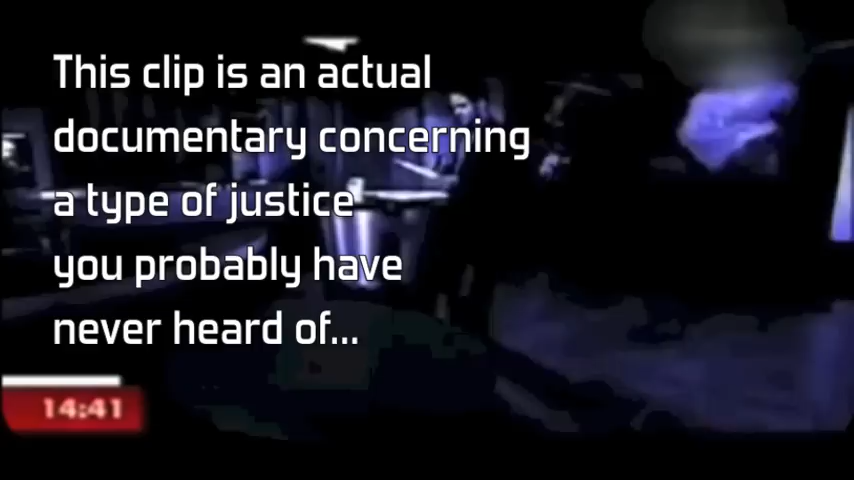 This clip is an actual
documentary concerning
a type of justice
you probably have
never heard of...
14:41